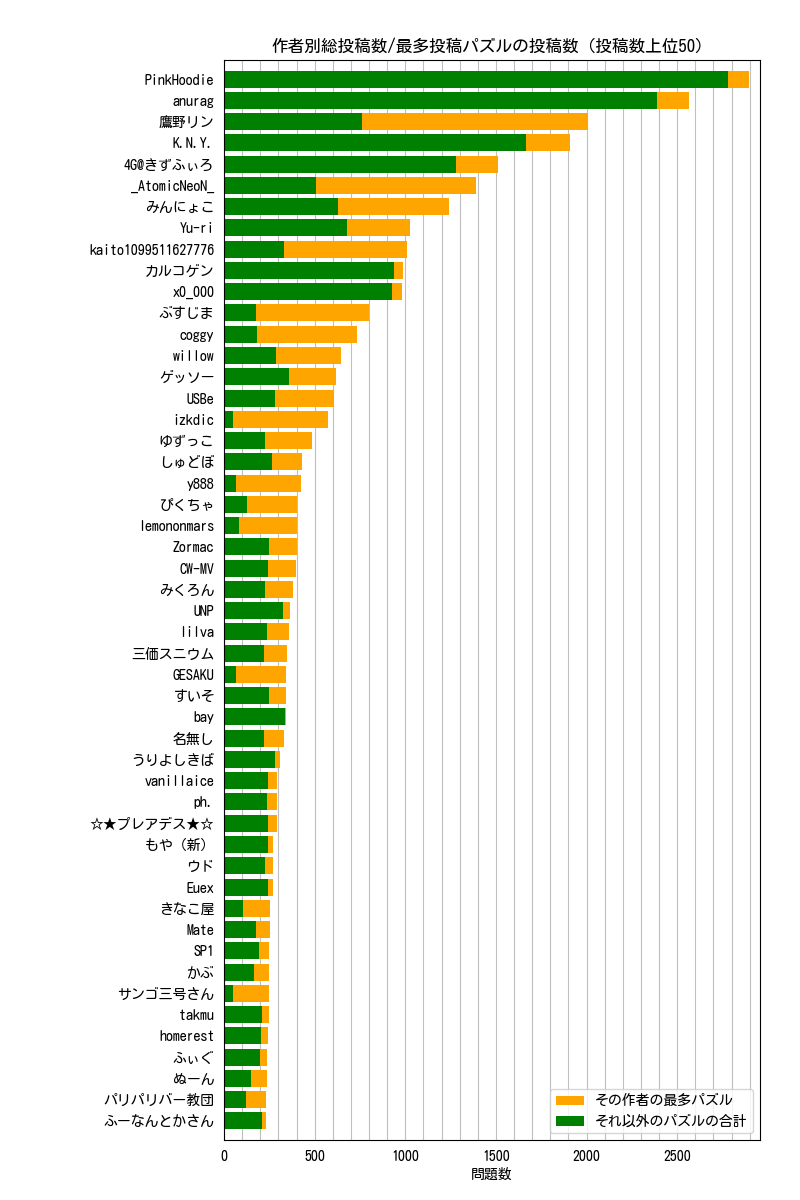 作者別総投稿数/最多投稿パズルの投稿数 (投稿数上位50)
PinkHoodie
anurag
鷹野リン
K.N.Y.
4G@きずふぃろ
_AtomicNeoN_
みんにょこ
Yu-ri
kaito1099511627776
カルコゲン
x0_000
ぶすじま
coggy
willow
ゲッソー
USBe
izkdic
ゆずっこ
しゅどぼ
y888
ぴくちゃ
lemononmars
Zormac
CW-MV
みくろん
UNP
lilva
三価スニウム
GESAKU
すいそ
bay
名無し
うりよしきば
vanillaice
ph.
☆★プレアデス★☆
もや (新)
ウド
Euex
きなこ屋
Mate
SP1
かぶ
サンゴ三号さん
takmu
homerest
ふぃぐ
ぬーん
パリパリバー教団
ふーなんとかさん
その作者の最多パズル
それ以外のパズルの合計
0 500 1000 1500 2000 2500
問題数